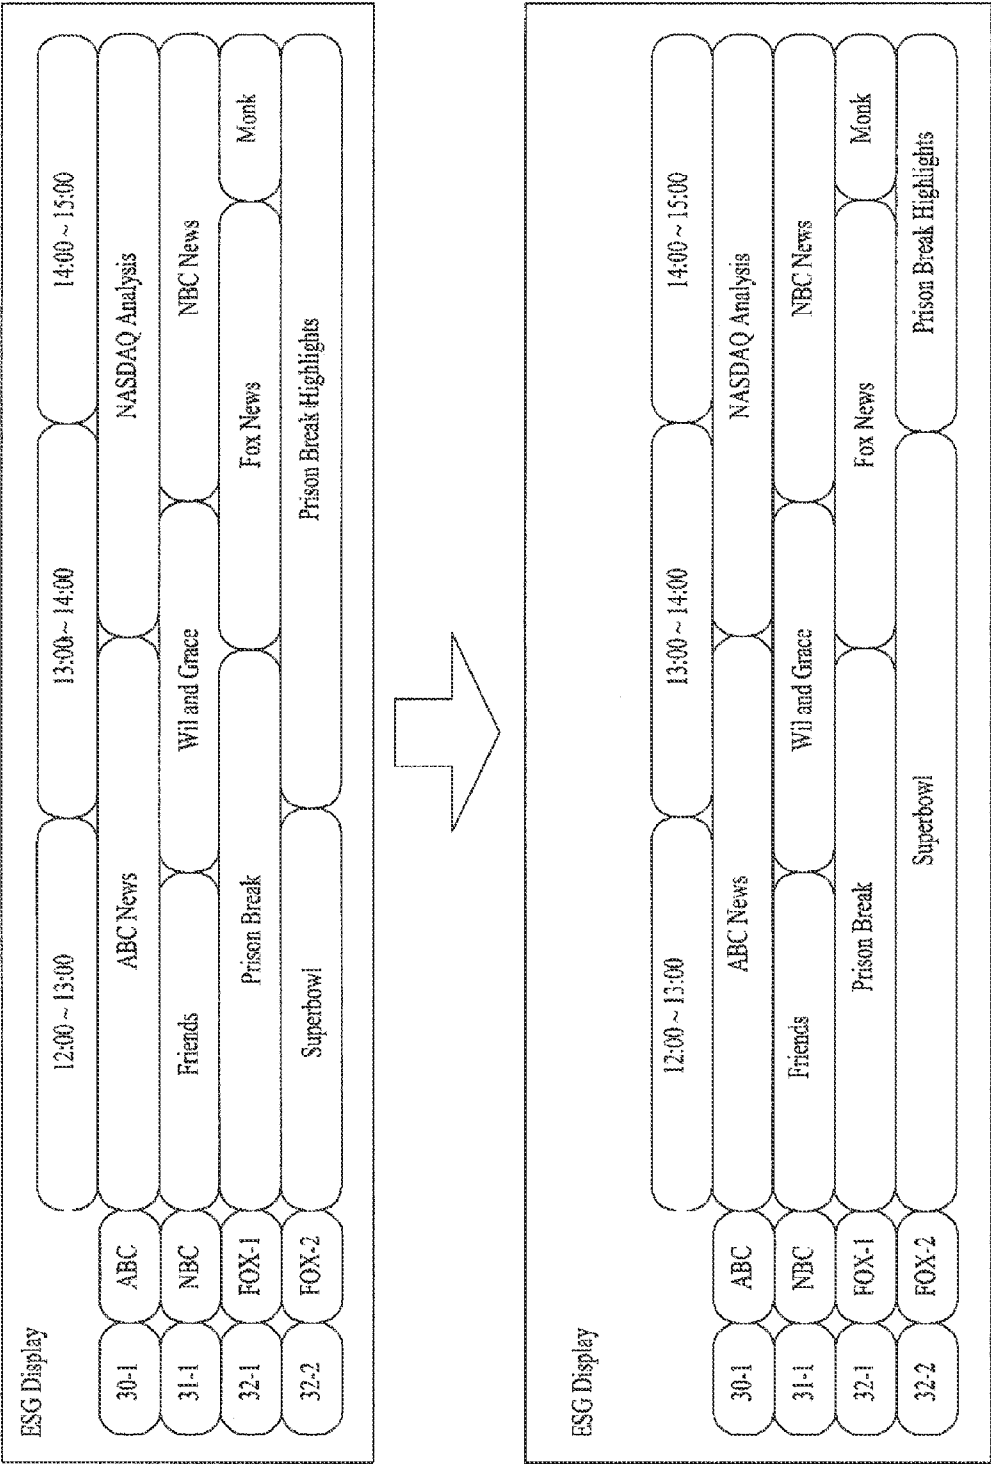 ESG Display
12:00 ~ 13:00 13:00 ~ 14:00 14:00 ~ 15:00
30-1 ABC ABC News NASDAQ Analysis
31-1 NBC Friends Wil and Grace NBC News
32-1 FOX-1 Prison Break Fox News Monk
32-2 FOX-2 Superbowl Prison Break Highlights
ESG Display
12:00 ~ 13:00 13:00 ~ 14:00 14:00 ~ 15:00
30-1 ABC ABC News NASDAQ Analysis
31-1 NBC Friends Wil and Grace NBC News
32-1 FOX-1 Prison Break Fox News Monk
32-2 FOX-2 Superbowl Prison Break Highlights